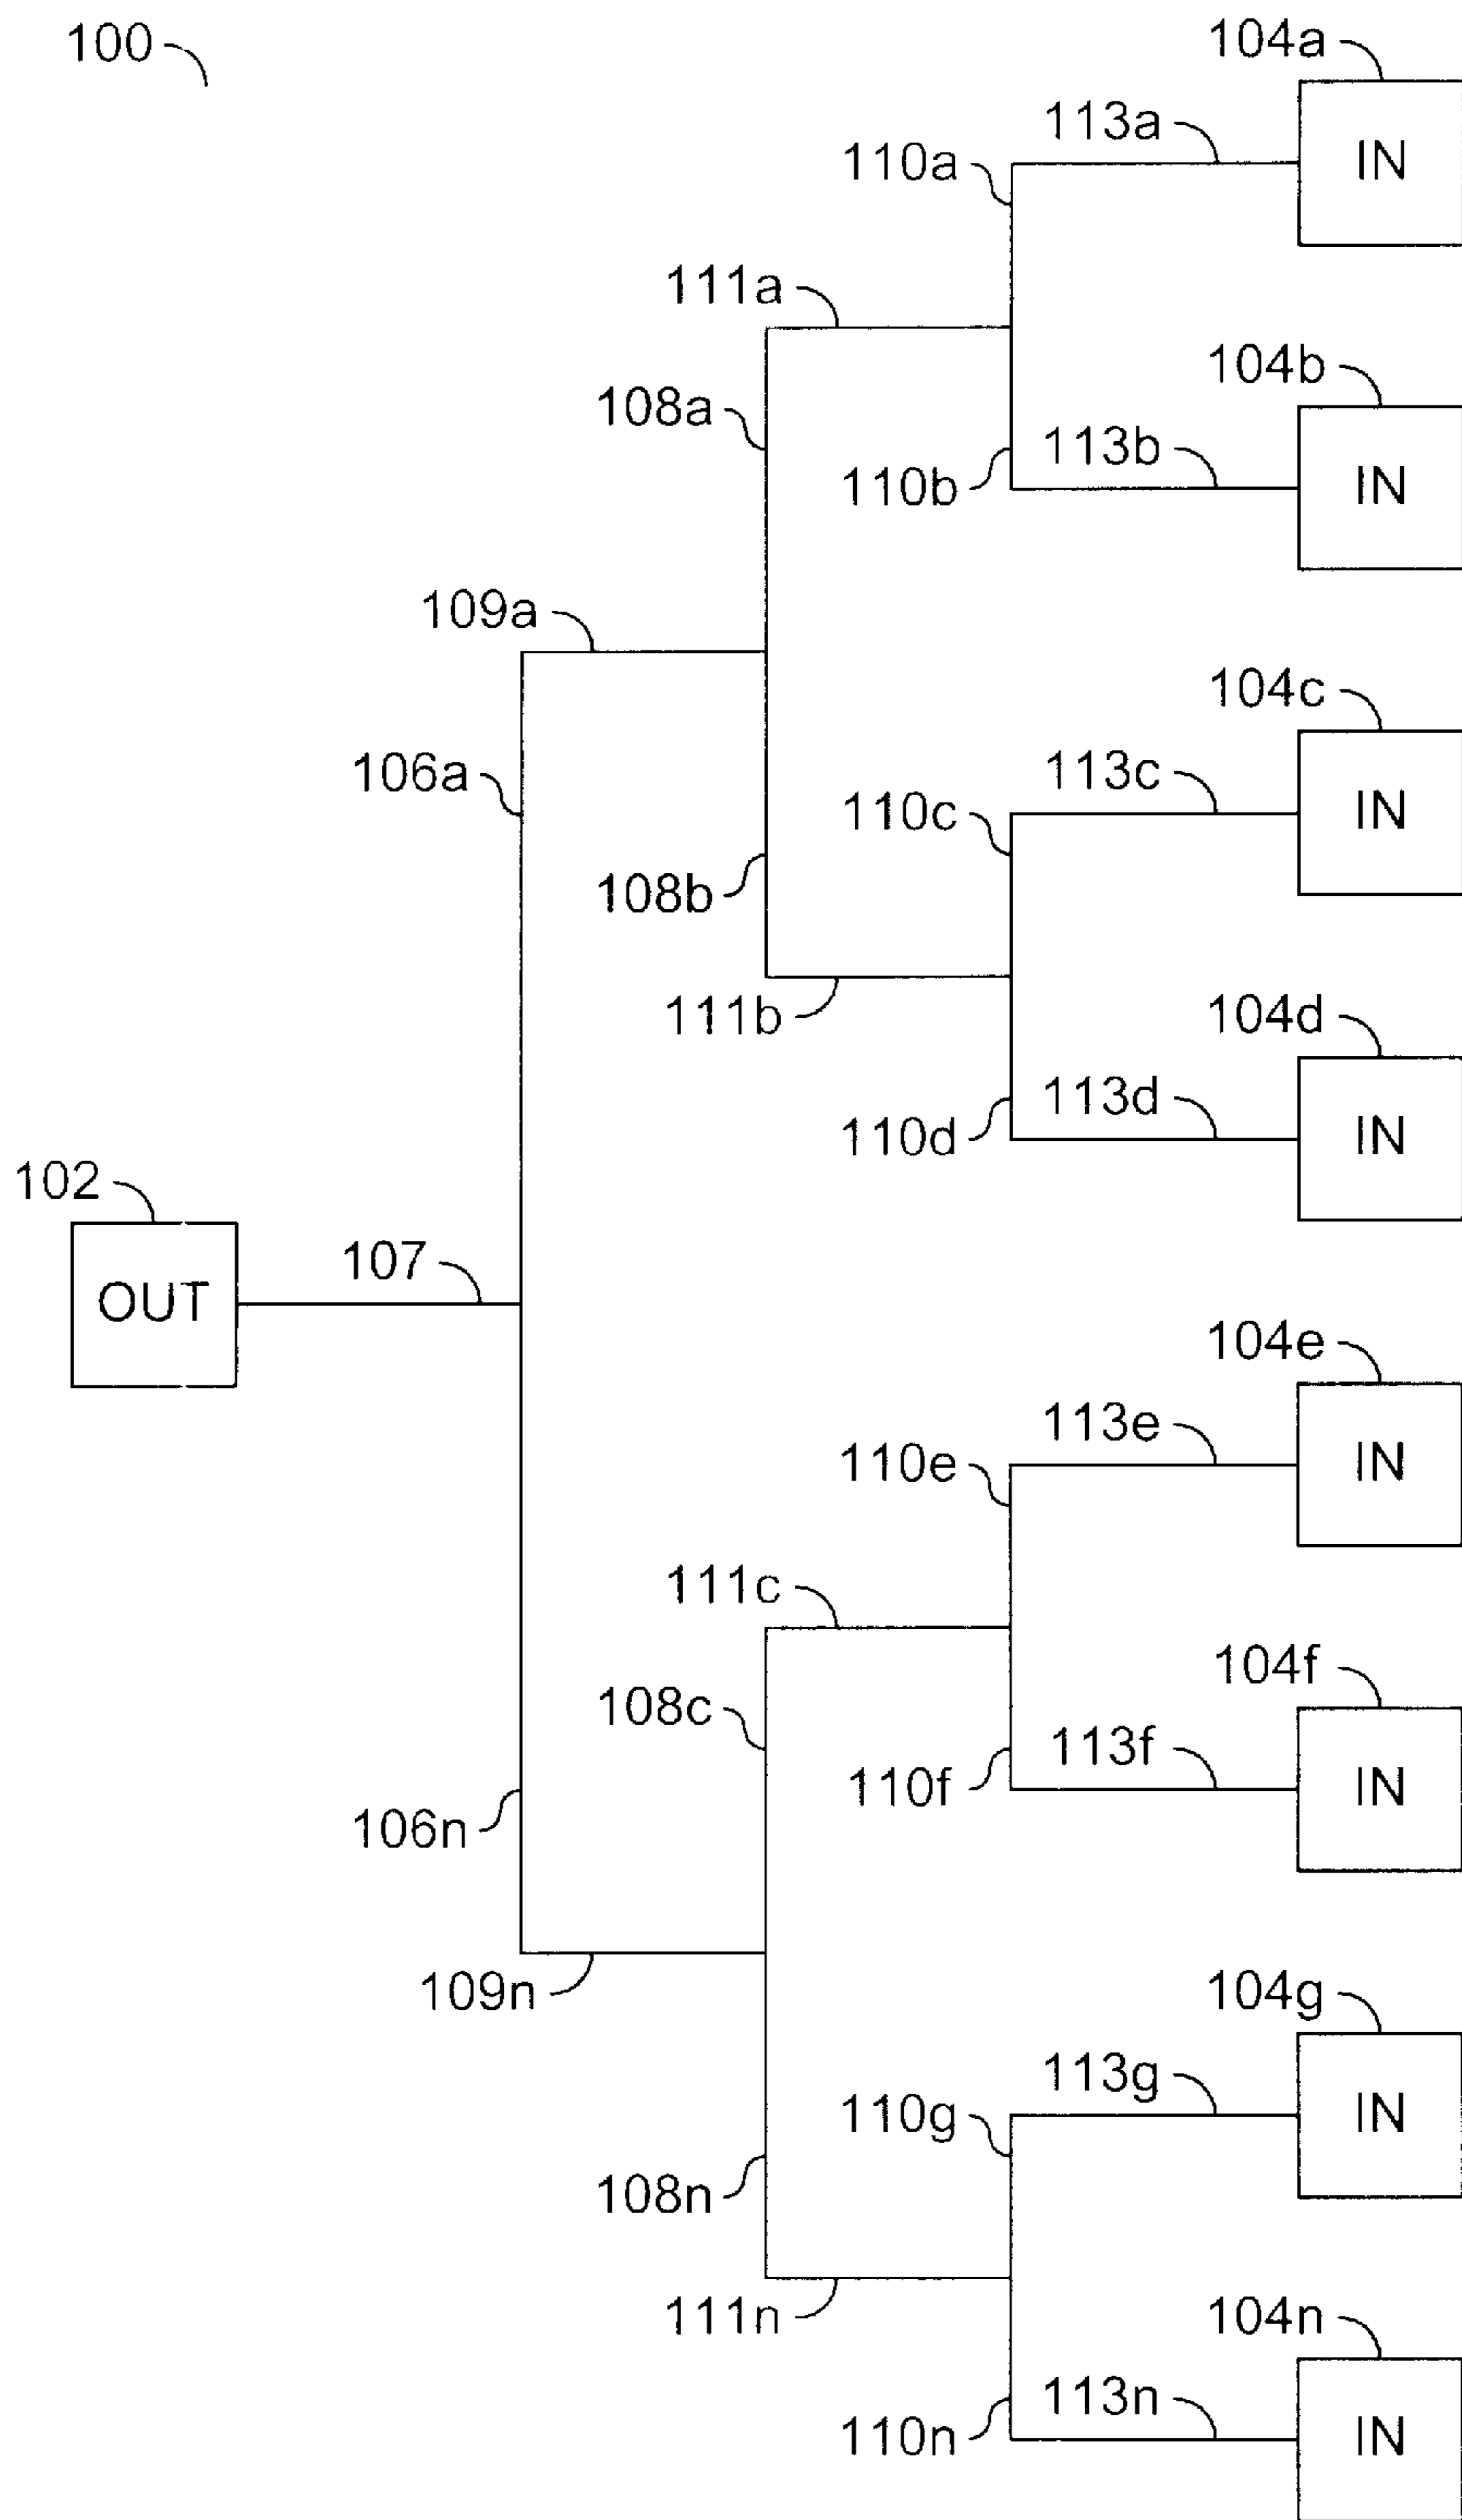 100
104a
113a
110a
IN
111a
104b
108a
113b
110b
IN
109a
104c
106a
113c
110c
IN
108b
111b
104d
113d
110d
IN
102
107
OUT
104e
113e
110e
IN
111c
104f
108c
113f
110f
IN
106n
109n
104g
113g
110g
IN
108n
111n
104n
113n
110n
IN